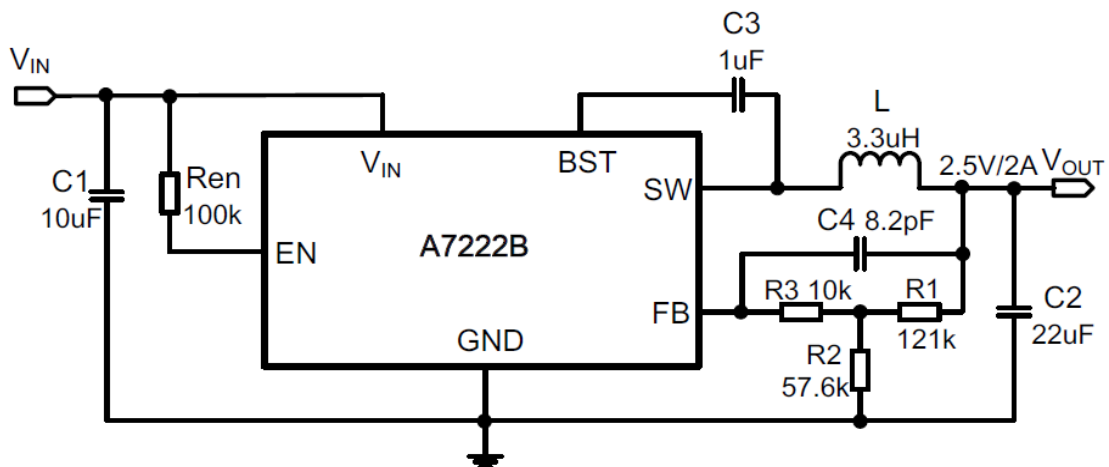 C3
1uF
VIN
L
3.3uH
VIN
BST
2.5V/2A VOUT
C1
10uF
Ren
100k
SW
C4 8.2pF
EN
A7222B
R3 10k
R1
121k
C2
22uF
FB
GND
R2
57.6k